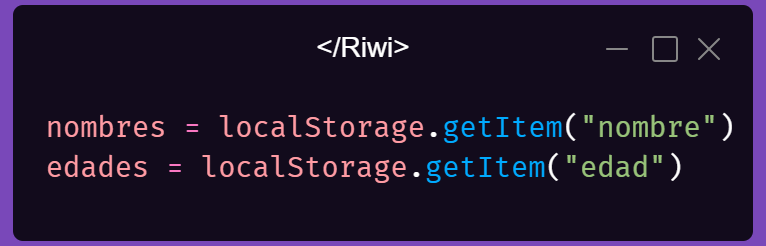 </Riwi>
nombres = localStorage.getItem("nombre")
edades = localStorage.getItem("edad")